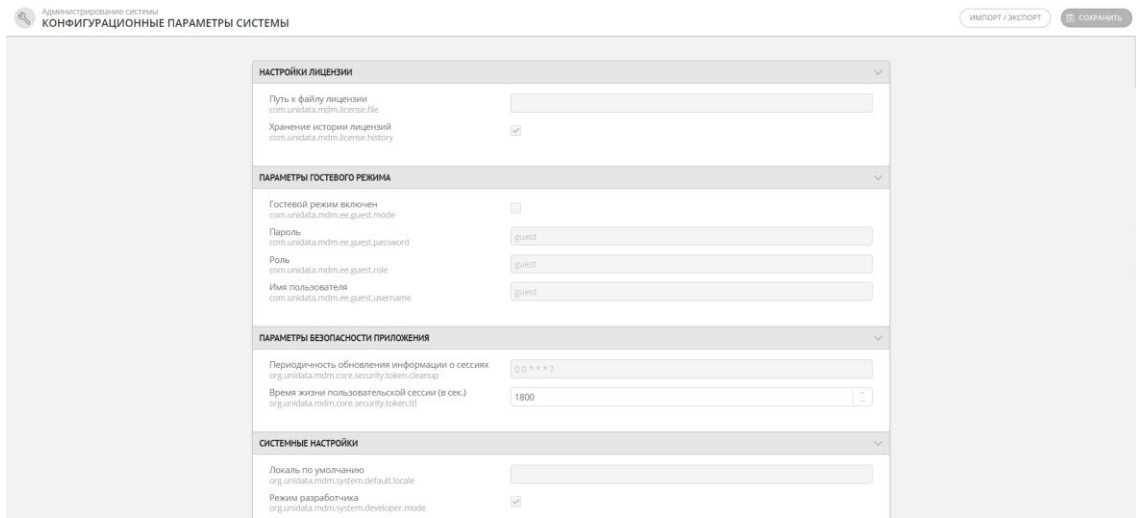 Администрирование системы
КОНФИГУРАЦИОННЫЕ ПАРАМЕТРЫ СИСТЕМЫ
ИМПОРТ / ЭКСПОРТ
СОХРАНИТЬ
НАСТРОЙКИ ЛИЦЕНЗИИ
Путь к файлу лицензии
com.unidata.mdm.license.file
Хранение истории лицензий
com.unidata.mdm.license.history
ПАРАМЕТРЫ ГОСТЕВОГО РЕЖИМА
Гостевой режим включен
com.unidata.mdm.ee.guest.mode
Пароль
com.unidata.mdm.ee.guest.password
guest
Роль
com.unidata.mdm.ee.guest.role
guest
Имя пользователя
com.unidata.mdm.ee.guest.username
guest
ПАРАМЕТРЫ БЕЗОПАСНОСТИ ПРИЛОЖЕНИЯ
Периодичность обновления информации о сессиях
org.unidata.mdm.core.security.token.cleanup
0 0 * * * ?
Время жизни пользовательской сессии (в сек.)
org.unidata.mdm.core.security.token.ttl
1800
СИСТЕМНЫЕ НАСТРОЙКИ
Локаль по умолчанию
org.unidata.mdm.system.default.locale
Режим разработчика
org.unidata.mdm.system.developer.mode